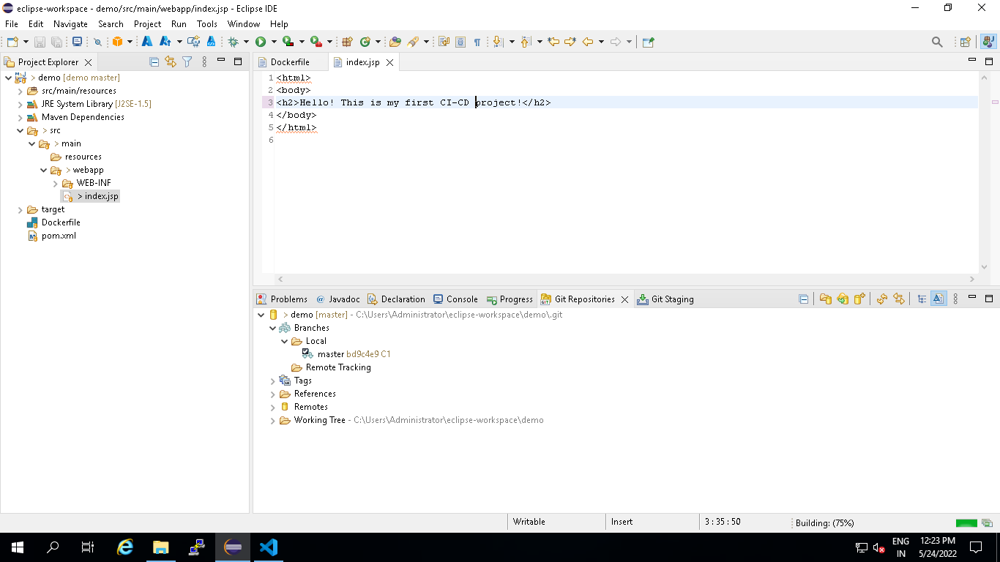 eclipse-workspace - demo/src/main/webapp/index.jsp - Eclipse IDE
File Edit Navigate Search Project Run Tools Window Help
Project Explorer
> demo [demo master]
src/main/resources
JRE System Library [J2SE-1.5]
Maven Dependencies
> src
> main
resources
> webapp
WEB-INF
> index.jsp
target
Dockerfile
pom.xml
Dockerfile index.jsp
1 <html>
2 <body>
3 <h2>Hello! This is my first CI-CD project!</h2>
4 </body>
5 </html>
6
Problems @ Javadoc Declaration Console Progress Git Repositories Git Staging
> demo [master] - C:\Users\Administrator\eclipse-workspace\demo\.git
Branches
Local
master bd9c4e9 C1
Remote Tracking
Tags
References
Remotes
Working Tree - C:\Users\Administrator\eclipse-workspace\demo
Writable Insert 3 : 35 : 50 Building: (75%)
ENG
IN
12:23 PM
5/24/2022